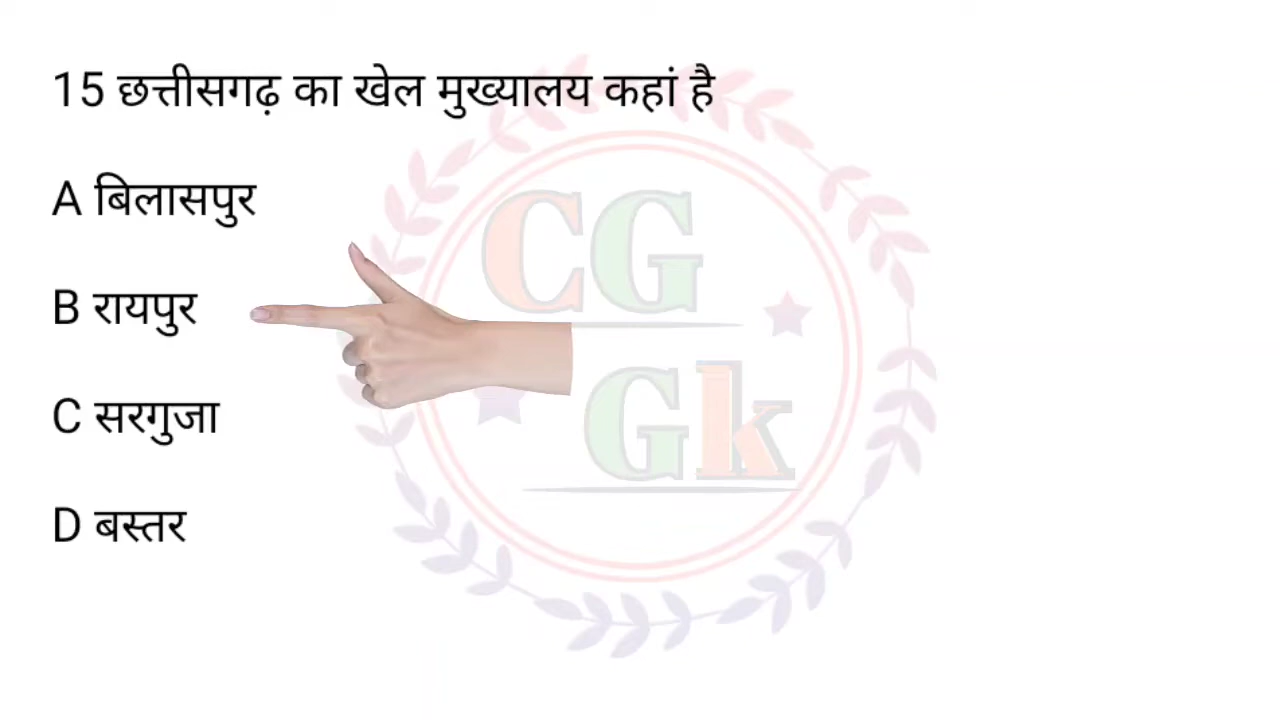 15 छत्तीसगढ़ का खेल मुख्यालय कहां है
A बिलासपुर
B रायपुर
C सरगुजा
D बस्तर
CG
Gk